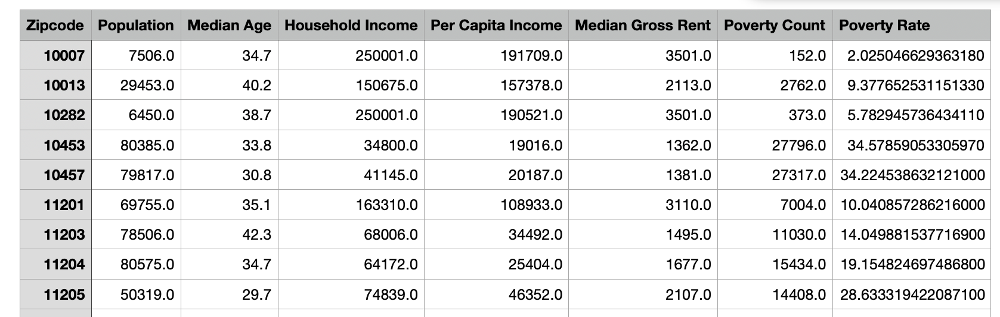 Zipcode Population Median Age Household Income Per Capita Income Median Gross Rent Poverty Count Poverty Rate
10007 7506.0 34.7 250001.0 191709.0 3501.0 152.0 2.025046629363180
10013 29453.0 40.2 150675.0 157378.0 2113.0 2762.0 9.377652531151330
10282 6450.0 38.7 250001.0 190521.0 3501.0 373.0 5.782945736434110
10453 80385.0 33.8 34800.0 19016.0 1362.0 27796.0 34.57859053305970
10457 79817.0 30.8 41145.0 20187.0 1381.0 27317.0 34.224538632121000
11201 69755.0 35.1 163310.0 108933.0 3110.0 7004.0 10.040857286216000
11203 78506.0 42.3 68006.0 34492.0 1495.0 11030.0 14.049881537716900
11204 80575.0 34.7 64172.0 25404.0 1677.0 15434.0 19.154824697486800
11205 50319.0 29.7 74839.0 46352.0 2107.0 14408.0 28.633319422087100